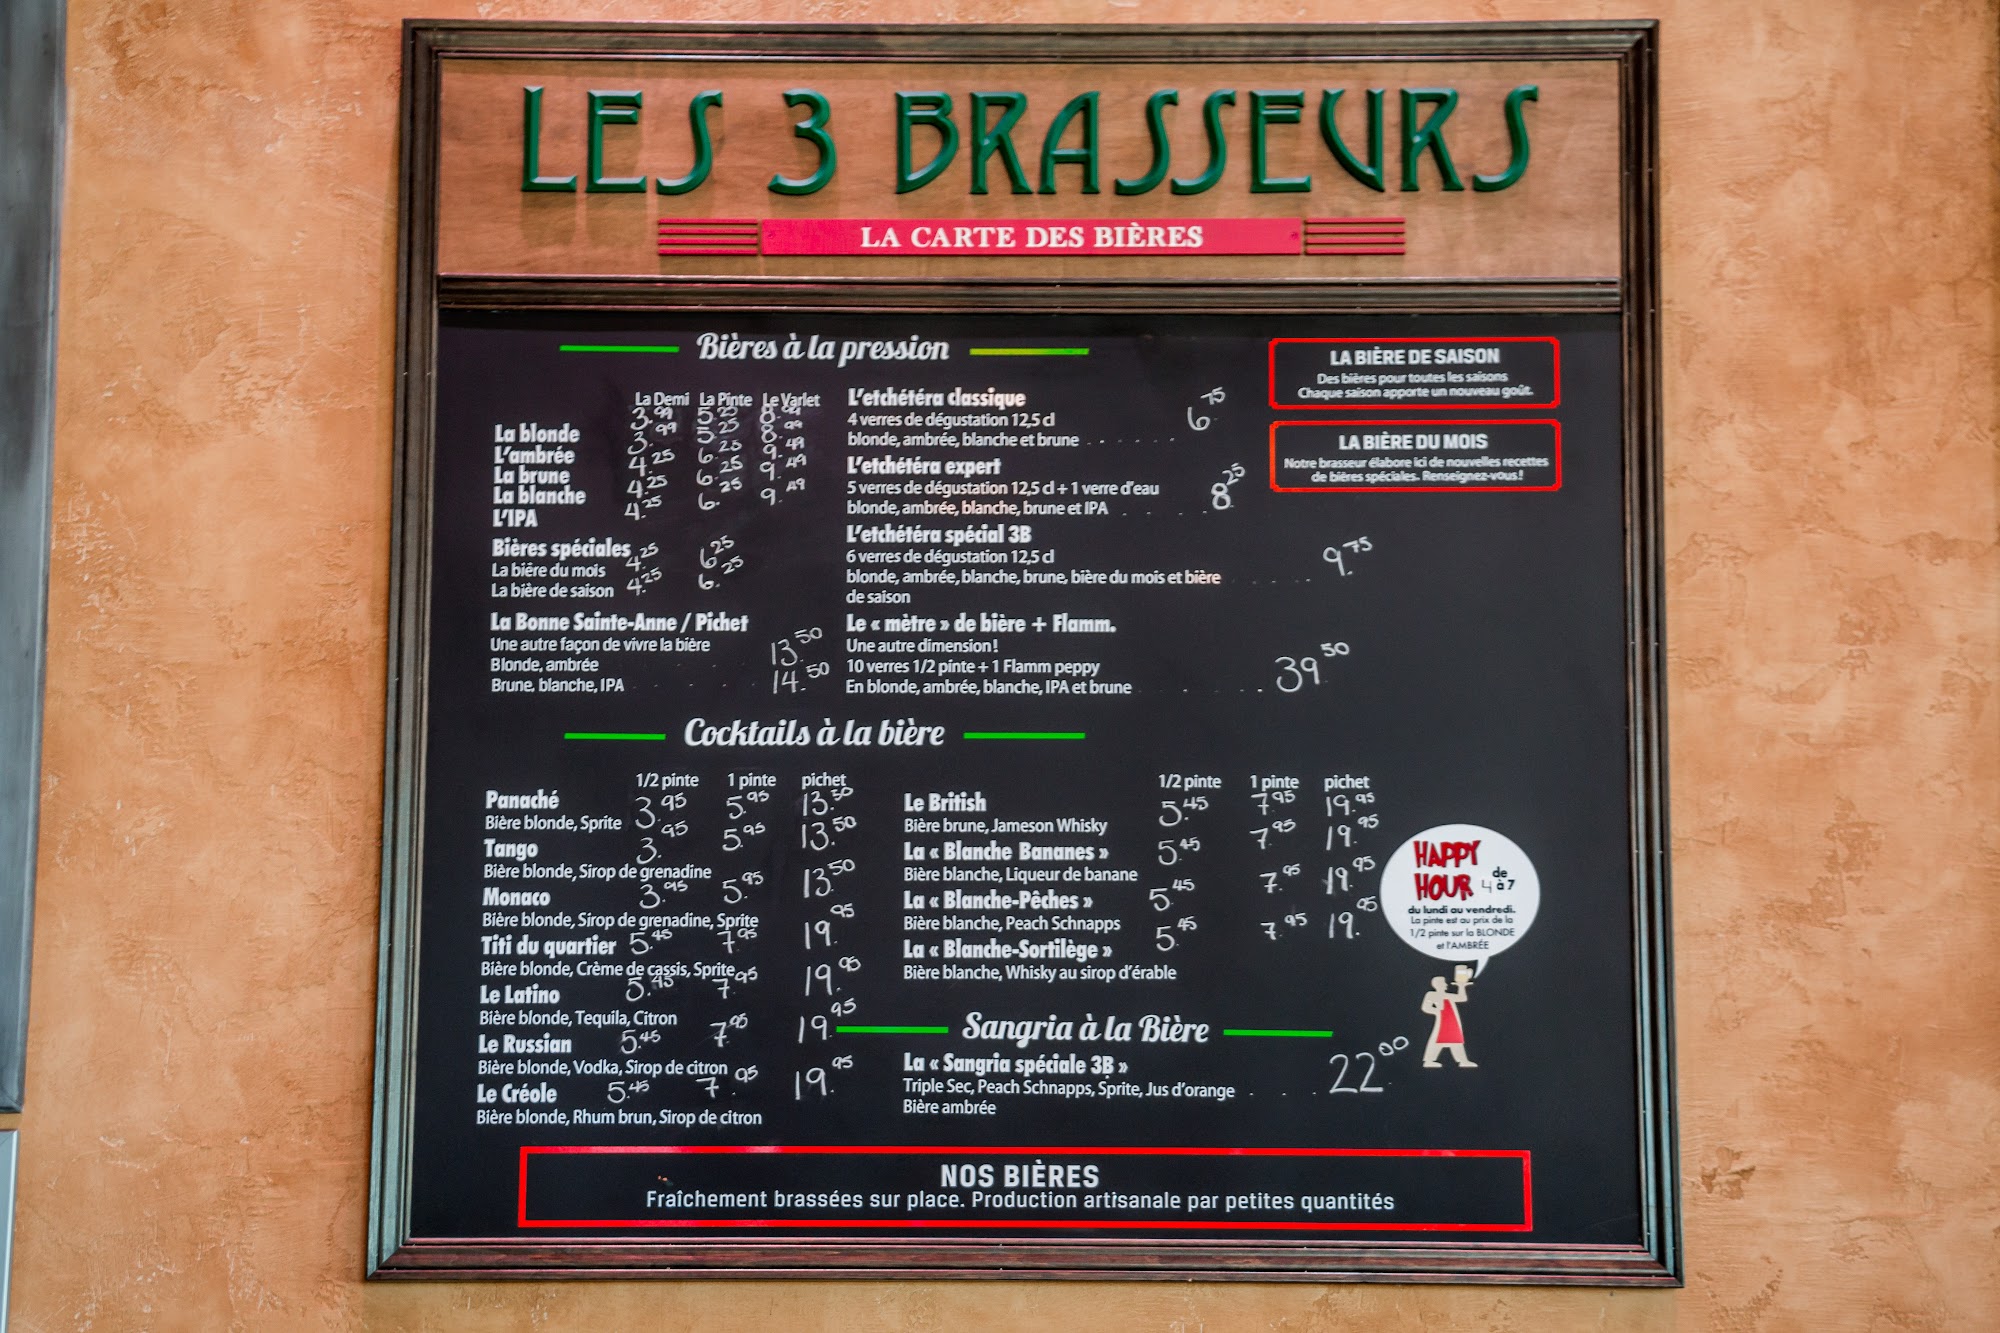 LES 3 BRASSEURS
LA CARTE DES BIÈRES
Bières à la pression
La Demi La Pinte Le Varlet
La blonde 3.99 5.25 8.99
L'ambrée 3.99 5.25 8.99
La brune 4.25 6.25 9.49
La blanche 4.25 6.25 9.49
L'IPA 4.25 6.25 9.49
Bières spéciales
La bière du mois 4.25 6.25
La bière de saison 4.25 6.25
La Bonne Sainte-Anne / Pichet
Une autre façon de vivre la bière
Blonde, ambrée 13.50
Brune, blanche, IPA 14.50
L'etchétéra classique
4 verres de dégustation 12,5 cl
blonde, ambrée, blanche et brune 6.75
L'etchétéra expert
5 verres de dégustation 12,5 cl + 1 verre d'eau
blonde, ambrée, blanche, brune et IPA 8.25
L'etchétéra spécial 3B
6 verres de dégustation 12,5 cl
blonde, ambrée, blanche, brune, bière du mois et bière 9.75
de saison
Le « mètre » de bière + Flamm.
Une autre dimension!
10 verres 1/2 pinte + 1 Flamm peppy
En blonde, ambrée, blanche, IPA et brune 39.50
LA BIÈRE DE SAISON
Des bières pour toutes les saisons
Chaque saison apporte un nouveau goût.
LA BIÈRE DU MOIS
Notre brasseur élabore ici de nouvelles recettes
de bières spéciales. Renseignez-vous!
Cocktails à la bière
1/2 pinte 1 pinte pichet
Panaché 3.95 5.95 13.50
Bière blonde, Sprite
Tango 3.95 5.95 13.50
Bière blonde, Sirop de grenadine
Monaco 3.95 5.95 13.50
Bière blonde, Sirop de grenadine, Sprite
Titi du quartier 5.45 7.95 19.95
Bière blonde, Crème de cassis, Sprite
Le Latino 5.45 7.95 19.95
Bière blonde, Tequila, Citron
Le Russian 5.45 7.95 19.95
Bière blonde, Vodka, Sirop de citron
Le Créole 5.45 7.95 19.95
Bière blonde, Rhum brun, Sirop de citron
1/2 pinte 1 pinte pichet
Le British 5.45 7.95 19.95
Bière brune, Jameson Whisky
La « Blanche Bananes » 5.45 7.95 19.95
Bière blanche, Liqueur de banane
La « Blanche-Pêches » 5.45 7.95 19.95
Bière blanche, Peach Schnapps
La « Blanche-Sortilège » 5.45 7.95 19.95
Bière blanche, Whisky au sirop d'érable
Sangria à la Bière
La « Sangria spéciale 3B »
Triple Sec, Peach Schnapps, Sprite, Jus d'orange 22.00
Bière ambrée
HAPPY
HOUR de
4 à 7
du lundi au vendredi.
La pinte est au prix de la
1/2 pinte sur la BLONDE
et l'AMBRÉE
NOS BIÈRES
Fraîchement brassées sur place. Production artisanale par petites quantités